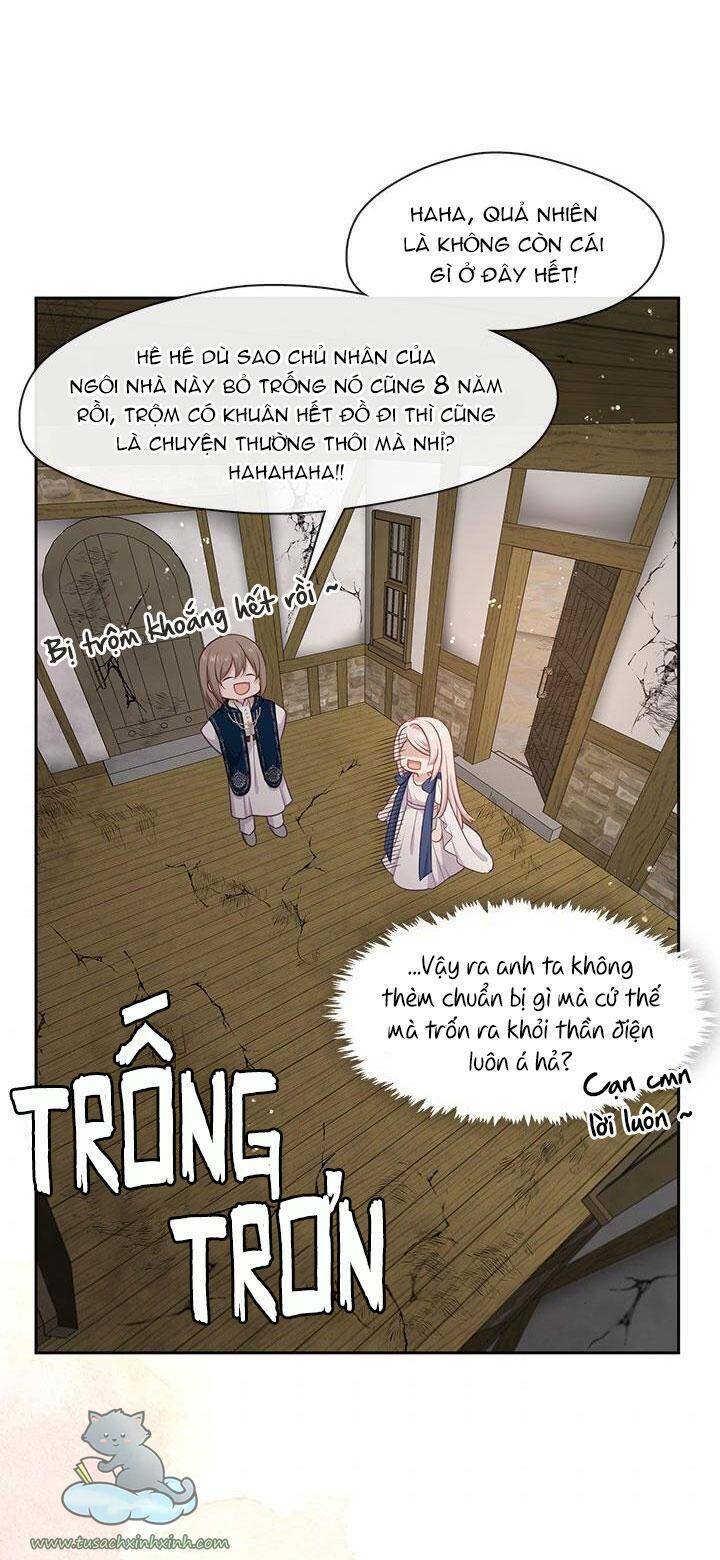 HAHA, QUẢ NHIÊN
LÀ KHÔNG CÒN CÁI
GÌ Ở ĐÂY HẾT!
HÊ HÊ DÙ SAO CHỦ NHÂN CỦA
NGÔI NHÀ NÀY BỎ TRỐNG NÓ CŨNG 8 NĂM
RỒI, TRỘM CÓ KHUÂN HẾT ĐỒ ĐI THÌ CŨNG
LÀ CHUYỆN THƯỜNG THÔI MÀ NHỈ?
HAHAHAHA!!
Bị trộm khoắng hết rồi ~
...Vậy ra anh ta không
thèm chuẩn bị gì mà cứ thế
mà trốn ra khỏi thần điện
luôn á hả?
Cạn cmn
lời luôn ~
TRỐNG
TRƠN
www.tusachxinhxinh.com